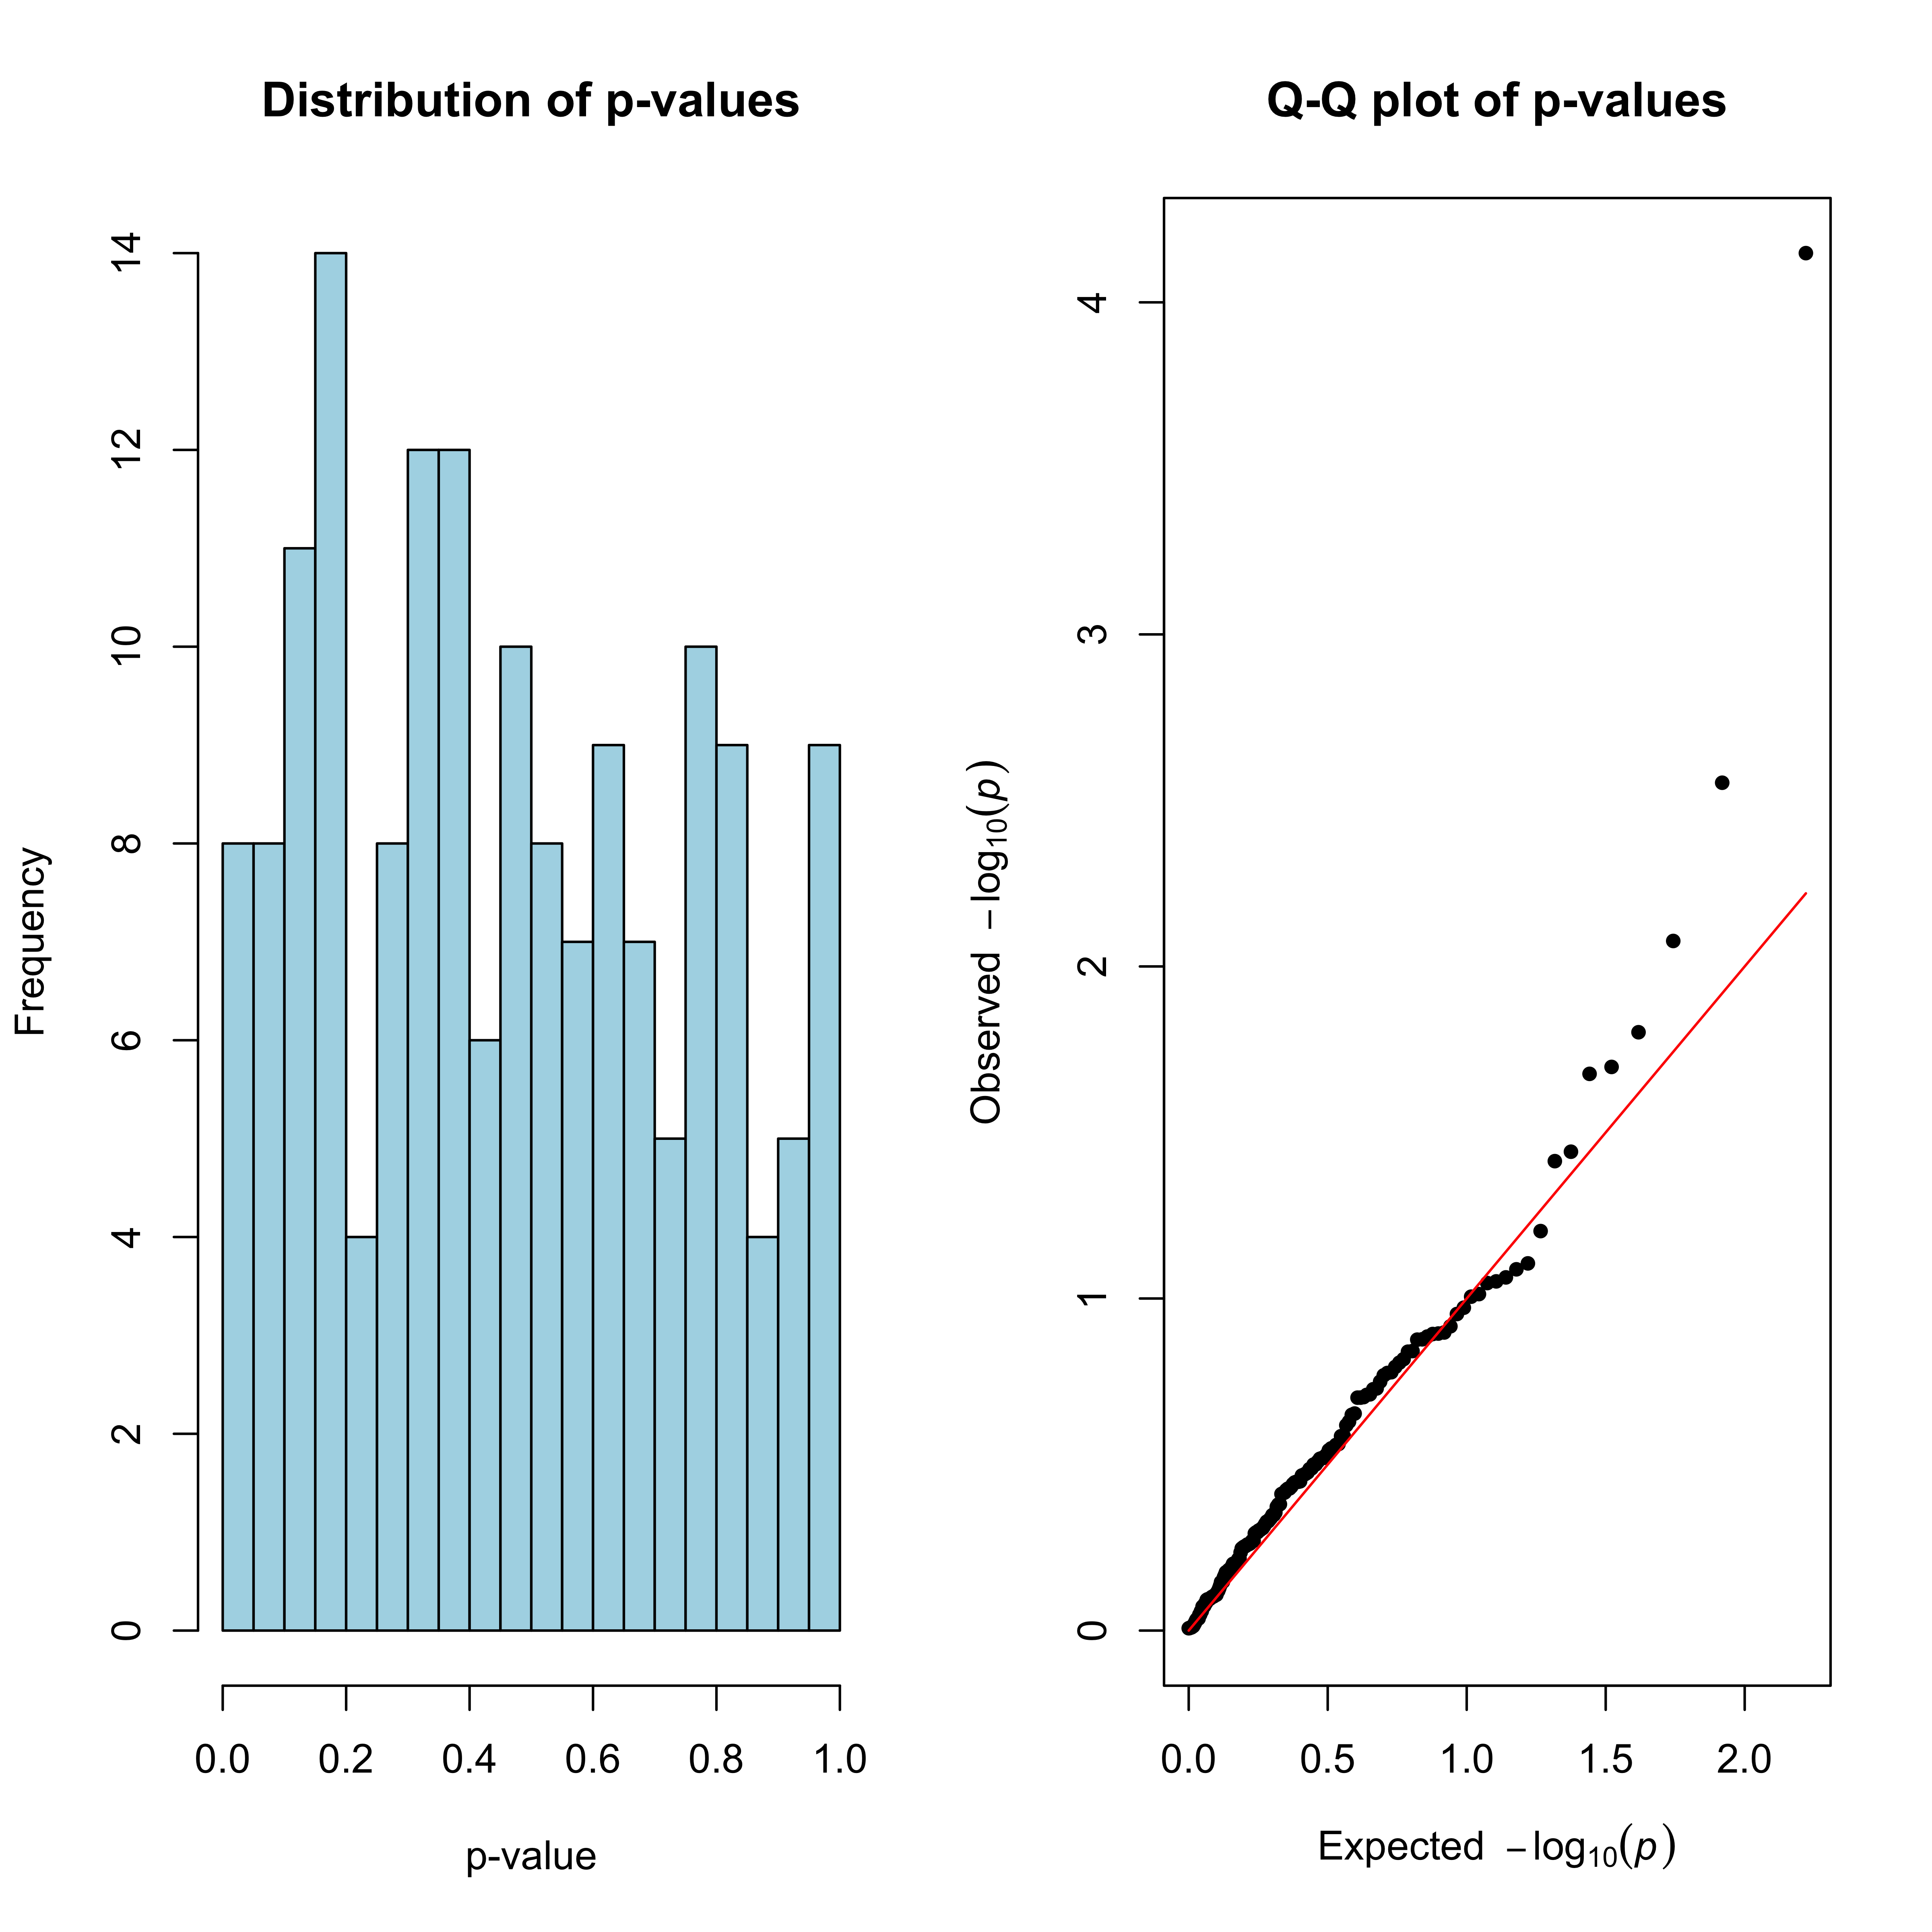 Distribution of p-values
14
12
10
8
6
4
2
0
Frequency
0.0 0.2 0.4 0.6 0.8 1.0
p-value
Q-Q plot of p-values
4
3
2
1
0
Observed −log10(p)
0.0 0.5 1.0 1.5 2.0
Expected −log10(p)